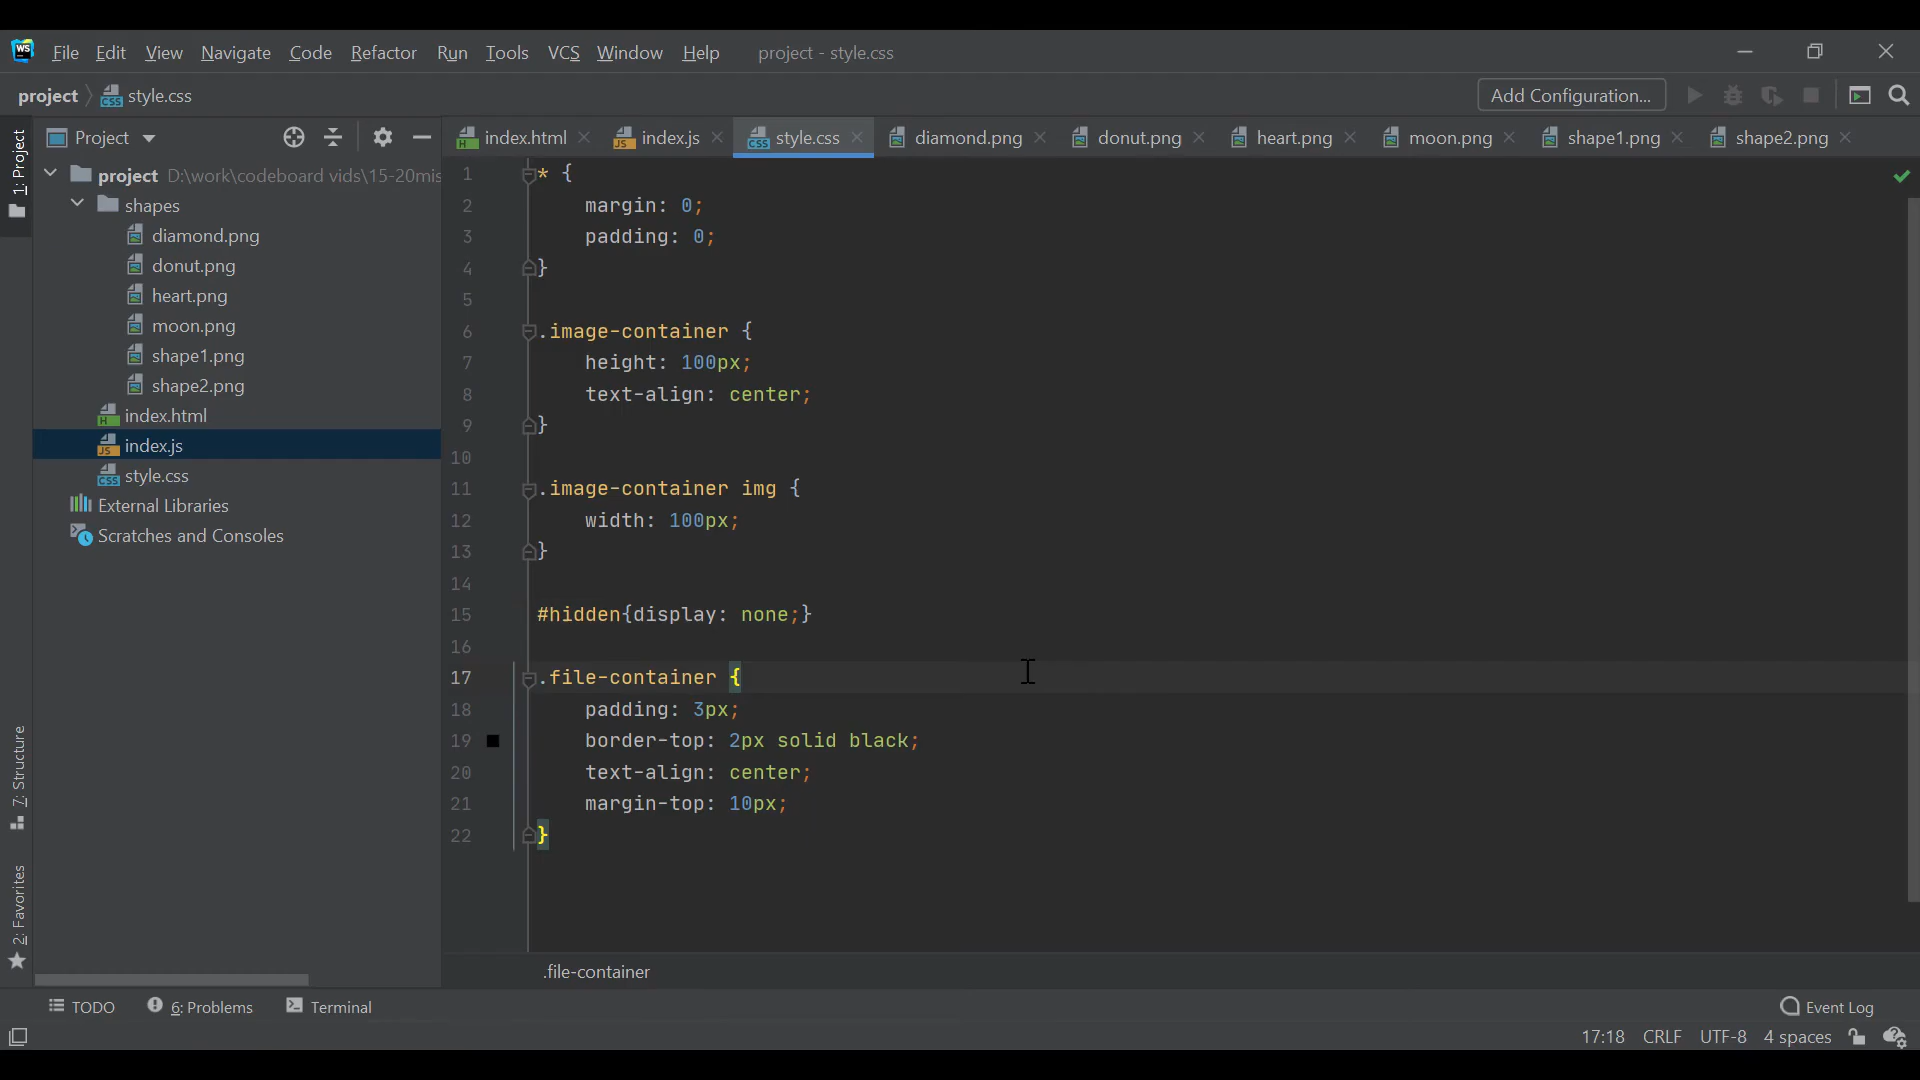 WS File Edit View Navigate Code Refactor Run Tools VCS Window Help project - style.css
project style.css Add Configuration...
1: Project
Project
index.html index.js style.css diamond.png donut.png heart.png moon.png shape1.png shape2.png
project D:\work\codeboard vids\15-20mis
shapes
diamond.png
donut.png
heart.png
moon.png
shape1.png
shape2.png
index.html
index.js
style.css
External Libraries
Scratches and Consoles
1 * {
2 margin: 0;
3 padding: 0;
4 }
5
6 .image-container {
7 height: 100px;
8 text-align: center;
9 }
10
11 .image-container img {
12 width: 100px;
13 }
14
15 #hidden{display: none;}
16
17 .file-container {
18 padding: 3px;
19 border-top: 2px solid black;
20 text-align: center;
21 margin-top: 10px;
22 }
7: Structure
2: Favorites
.file-container
TODO 6: Problems Terminal Event Log
17:18 CRLF UTF-8 4 spaces